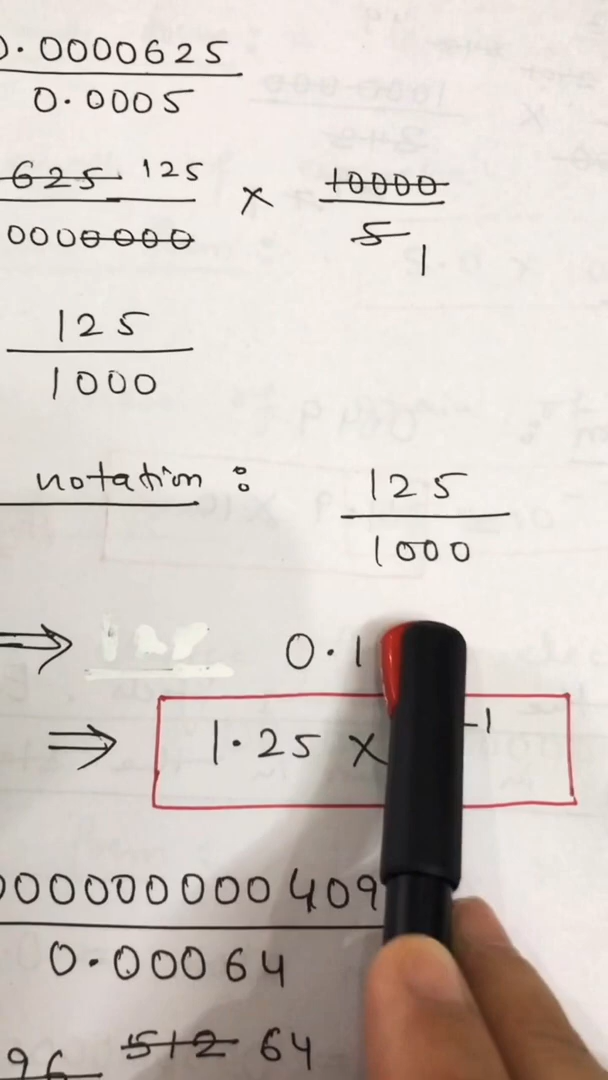 0.0000625
0.0005
625 125 × 10000
0000000 5 1
125
1000
notation : 125
1000
⇒ 0.1
⇒ 1.25 × -1
000000000409
0.00064
96 512 64